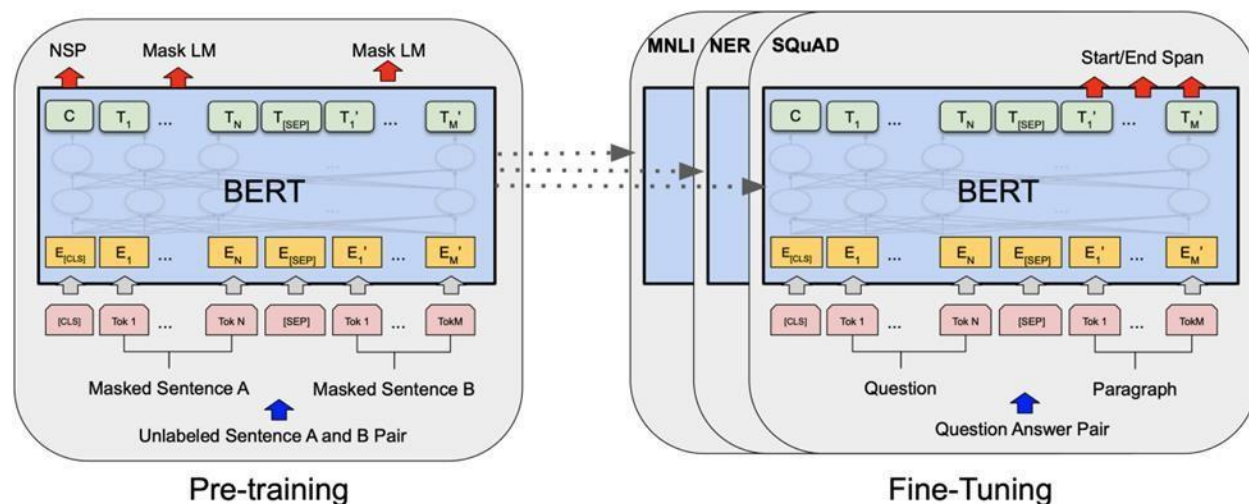 NSP Mask LM Mask LM
C T1 ... TN T[SEP] T1' ... TM'
...
BERT
...
E[CLS] E1 ... EN E[SEP] E1' ... EM'
[CLS] Tok 1 ... Tok N [SEP] Tok 1 ... TokM
Masked Sentence A Masked Sentence B
Unlabeled Sentence A and B Pair
Pre-training
MNLI NER SQuAD
Start/End Span
C T1 ... TN T[SEP] T1' ... TM'
...
BERT
...
E[CLS] E1 ... EN E[SEP] E1' ... EM'
[CLS] Tok 1 ... Tok N [SEP] Tok 1 ... TokM
Question Paragraph
Question Answer Pair
Fine-Tuning